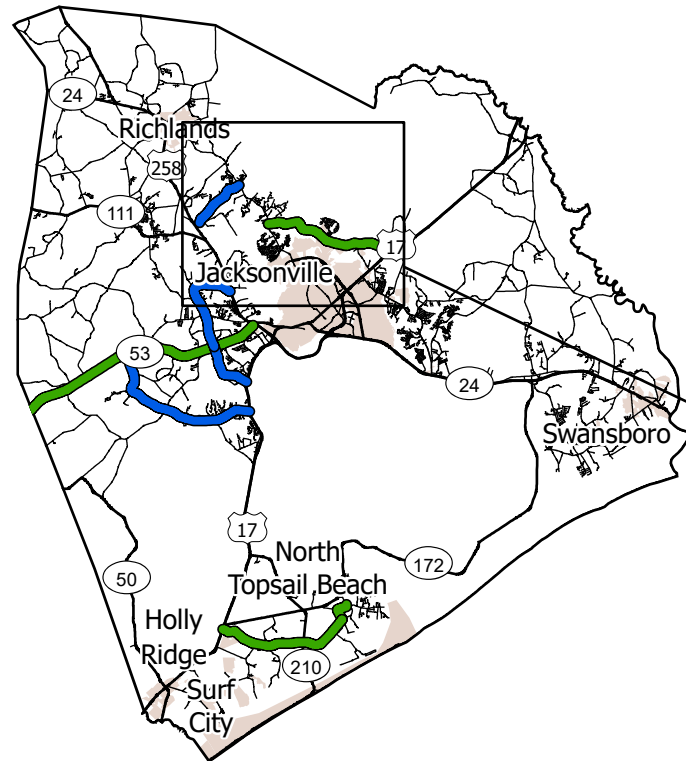 24
Richlands
258
111
17
Jacksonville
53
24
Swansboro
17
North
Topsail Beach
172
50
Holly
Ridge
210
Surf
City